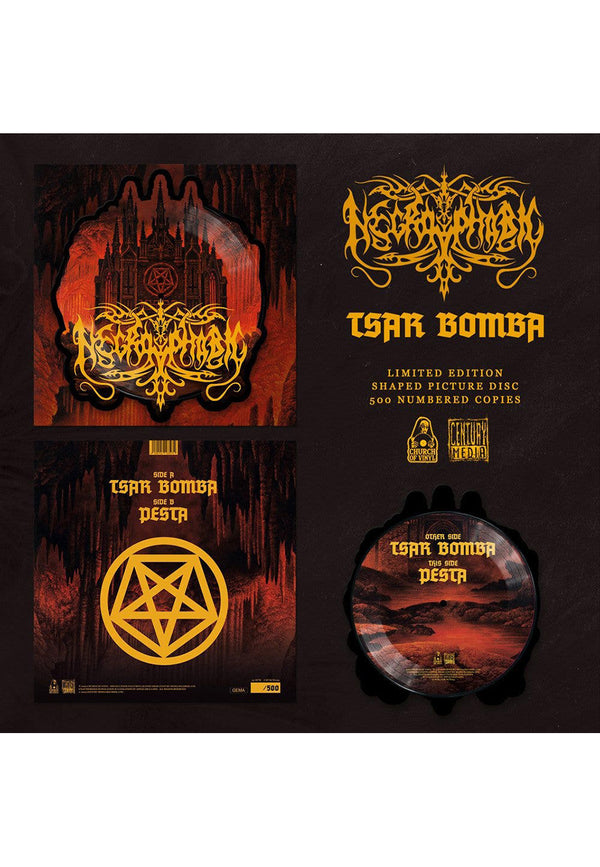 NECROPHOBIC
NECROPHOBIC
TSAR BOMBA
LIMITED EDITION
SHAPED PICTURE DISC
500 NUMBERED COPIES
CHURCH
OF VINYL
CENTURY
MEDIA
SIDE A
TSAR BOMBA
SIDE B
PESTA
GEMA
/500
OTHER SIDE
TSAR BOMBA
THIS SIDE
PESTA